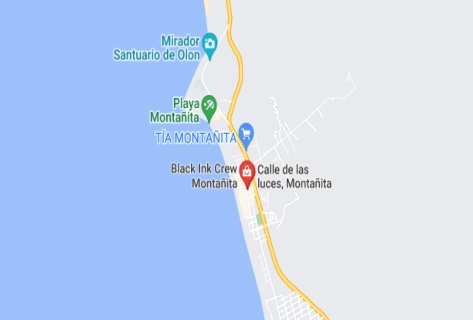 Mirador
Santuario de Olon
Playa
Montañita
TÍA MONTAÑITA
Black Ink Crew
Montañita
Calle de las
luces, Montañita